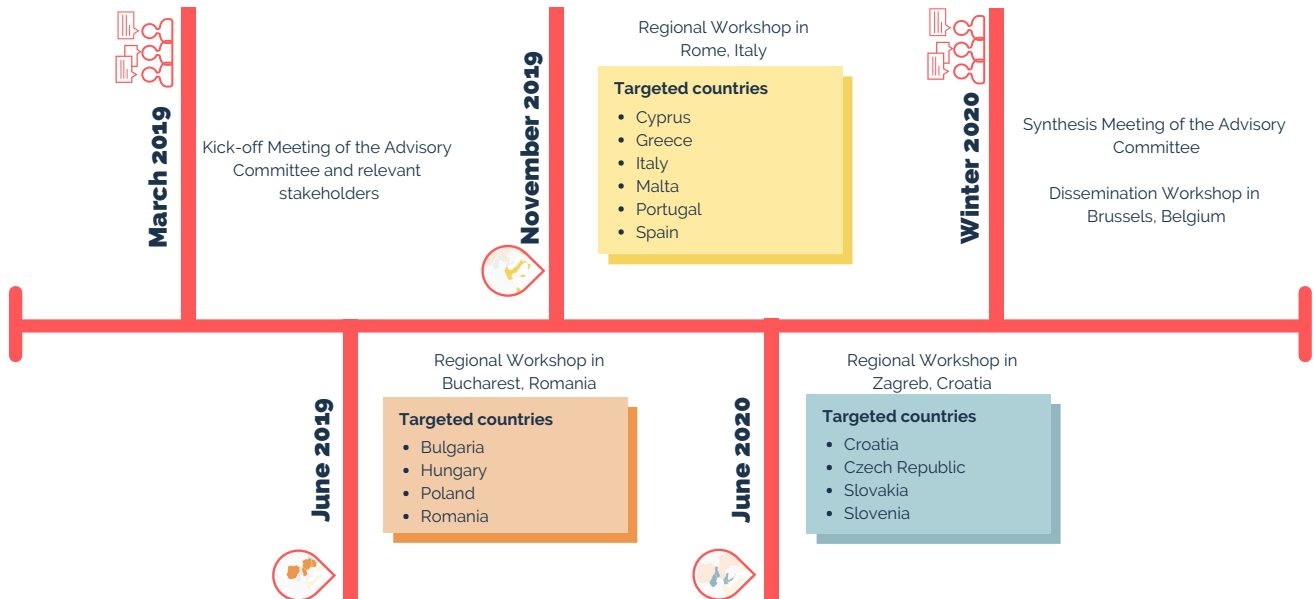 March 2019
Kick-off Meeting of the Advisory
Committee and relevant
stakeholders
June 2019
Regional Workshop in
Bucharest, Romania
Targeted countries
• Bulgaria
• Hungary
• Poland
• Romania
November 2019
Regional Workshop in
Rome, Italy
Targeted countries
• Cyprus
• Greece
• Italy
• Malta
• Portugal
• Spain
June 2020
Regional Workshop in
Zagreb, Croatia
Targeted countries
• Croatia
• Czech Republic
• Slovakia
• Slovenia
Winter 2020
Synthesis Meeting of the Advisory
Committee
Dissemination Workshop in
Brussels, Belgium